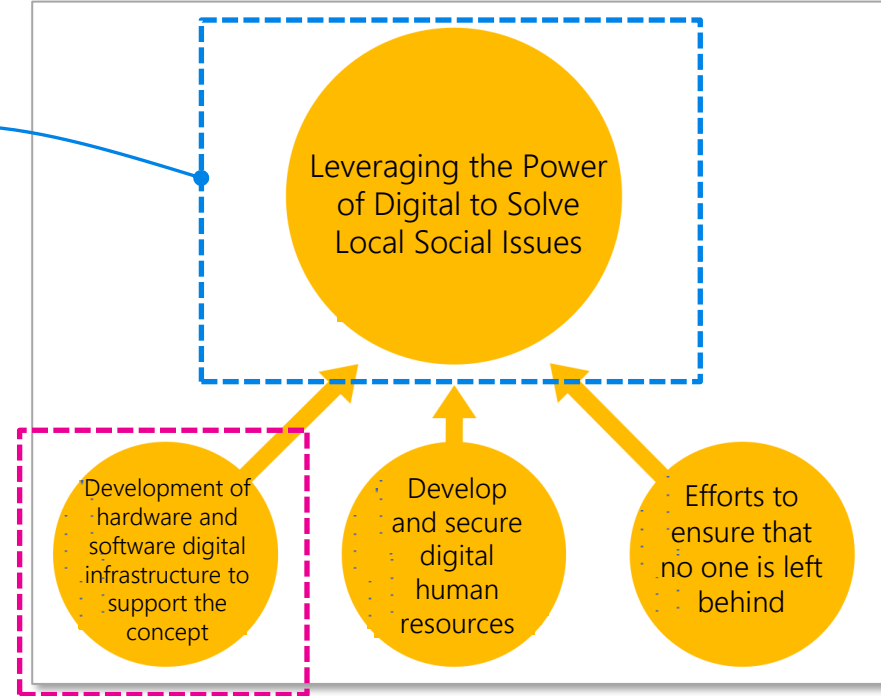 Leveraging the Power
of Digital to Solve
Local Social Issues
Development of
hardware and
software digital
infrastructure to
support the
concept
Develop
and secure
digital
human
resources
Efforts to
ensure that
no one is left
behind